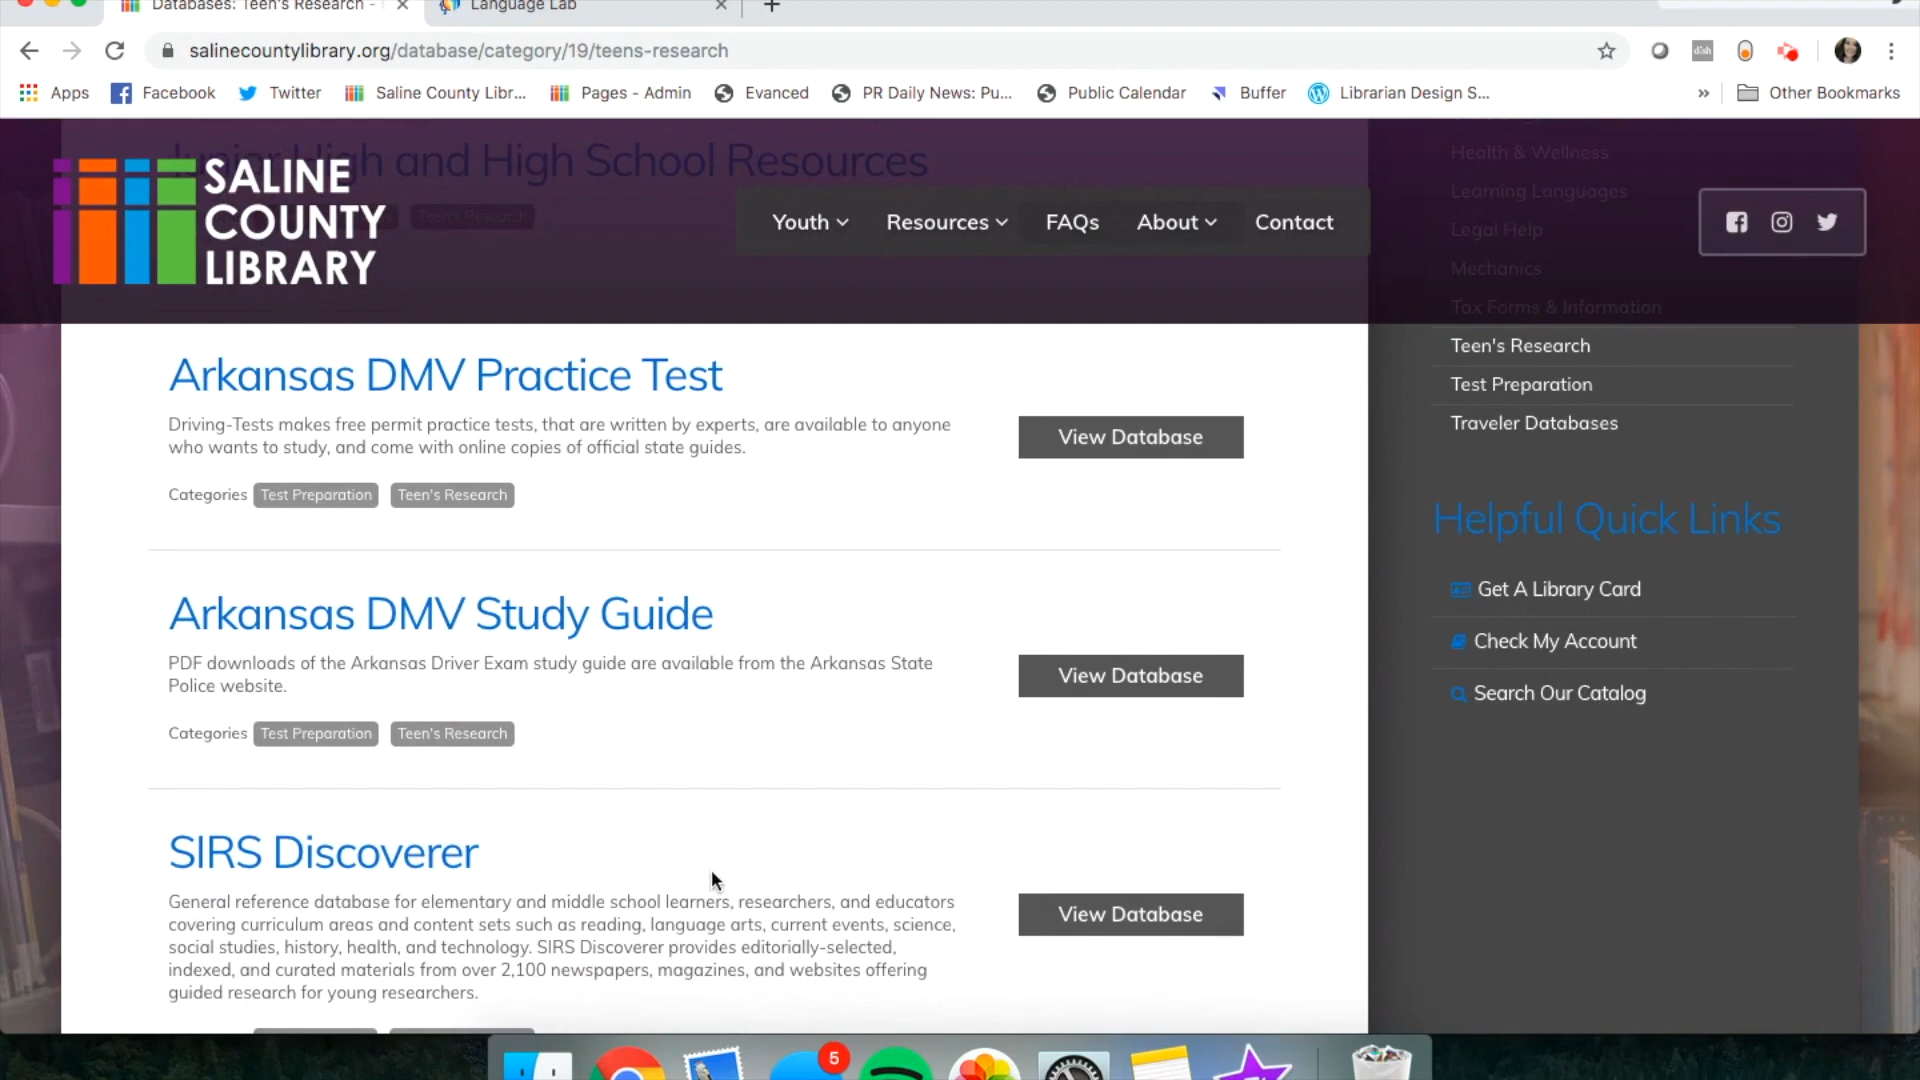 Databases: Teen's Research -
Language Lab
salinecountylibrary.org/database/category/19/teens-research
Apps
Facebook
Twitter
Saline County Libr...
Pages - Admin
Evanced
PR Daily News: Pu...
Public Calendar
Buffer
Librarian Design S...
»
Other Bookmarks
dish
Junior High and High School Resources
Teen's Research
SALINE
COUNTY
LIBRARY
Youth
Resources
FAQs
About
Contact
Health & Wellness
Learning Languages
Legal Help
Mechanics
Tax Forms & Information
Teen's Research
Test Preparation
Traveler Databases
Arkansas DMV Practice Test
Driving-Tests makes free permit practice tests, that are written by experts, are available to anyone
who wants to study, and come with online copies of official state guides.
View Database
Categories Test Preparation Teen's Research
Arkansas DMV Study Guide
PDF downloads of the Arkansas Driver Exam study guide are available from the Arkansas State
Police website.
View Database
Categories Test Preparation Teen's Research
SIRS Discoverer
General reference database for elementary and middle school learners, researchers, and educators
covering curriculum areas and content sets such as reading, language arts, current events, science,
social studies, history, health, and technology. SIRS Discoverer provides editorially-selected,
indexed, and curated materials from over 2,100 newspapers, magazines, and websites offering
guided research for young researchers.
View Database
Helpful Quick Links
Get A Library Card
Check My Account
Search Our Catalog
5